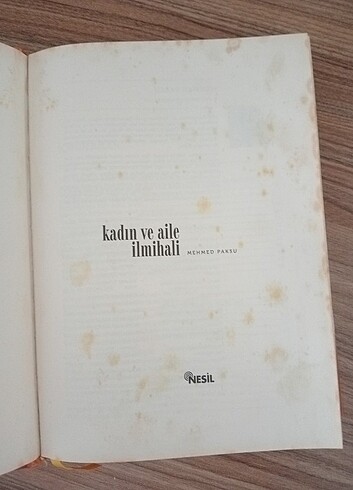 kadın ve aile
ilmihali MEHMED PAKSU
NESİL